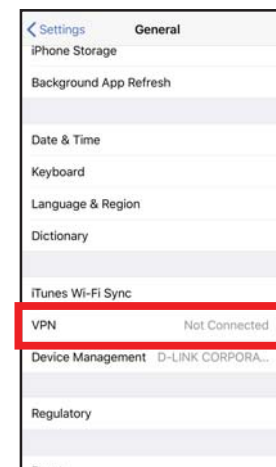 Settings General
iPhone Storage
Background App Refresh
Date & Time
Keyboard
Language & Region
Dictionary
iTunes Wi-Fi Sync
VPN Not Connected
Device Management D-LINK CORPORA...
Regulatory